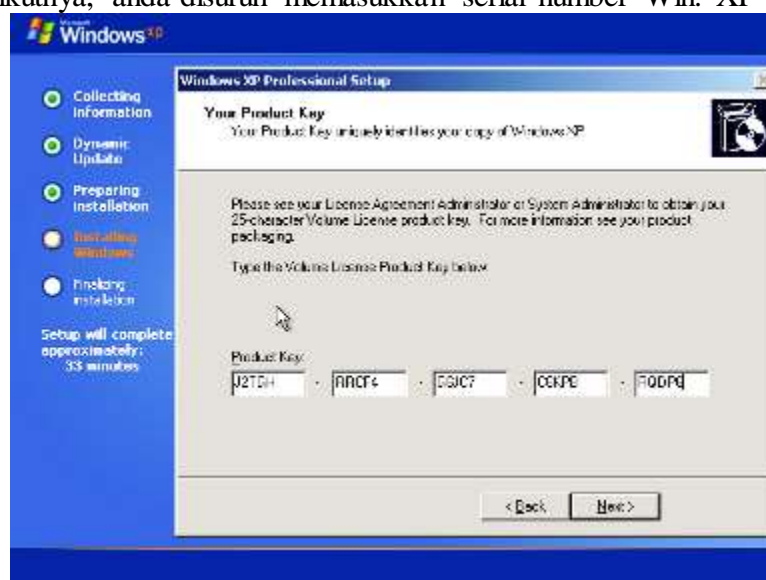 kutnya, anda disuruh memasukkan serial number Win. XP
Windows xp
Collecting
information
Dynamic
Update
Preparing
installation
Installing
Windows
Finalizing
installation
Setup will complete
approximately:
33 minutes
Windows XP Professional Setup
Your Product Key
Your Product Key uniquely identifies your copy of Windows XP
Please see your License Agreement Administrator or System Administrator to obtain your
25-character Volume License product key. For more information see your product
packaging.
Type the Volume License Product Key below
Product Key:
< Back Next >